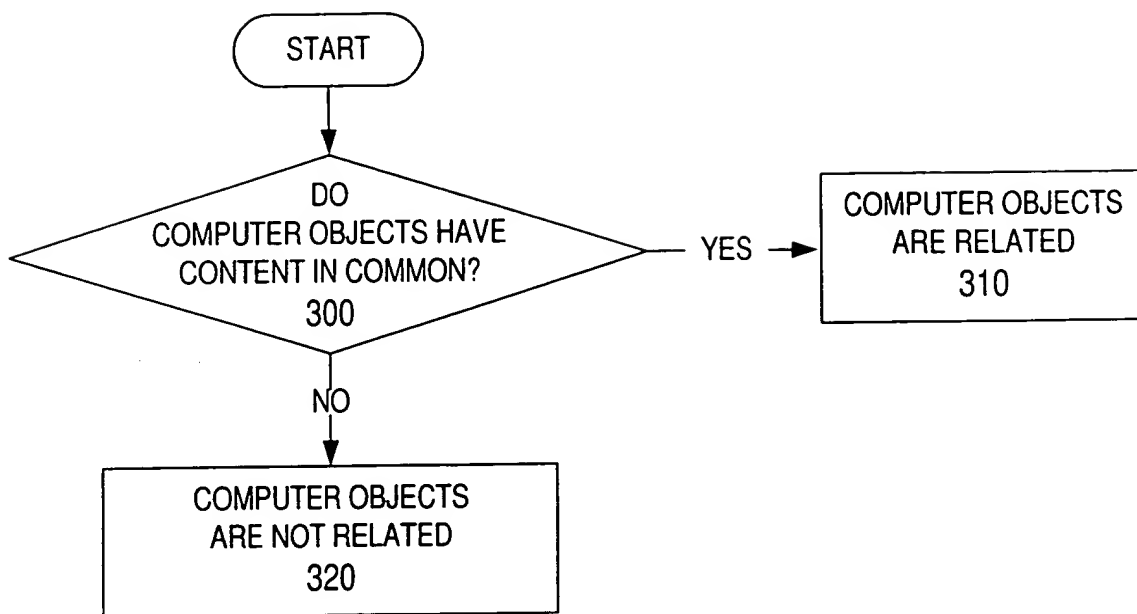 START
DO
COMPUTER OBJECTS HAVE
CONTENT IN COMMON?
300
YES
COMPUTER OBJECTS
ARE RELATED
310
NO
COMPUTER OBJECTS
ARE NOT RELATED
320